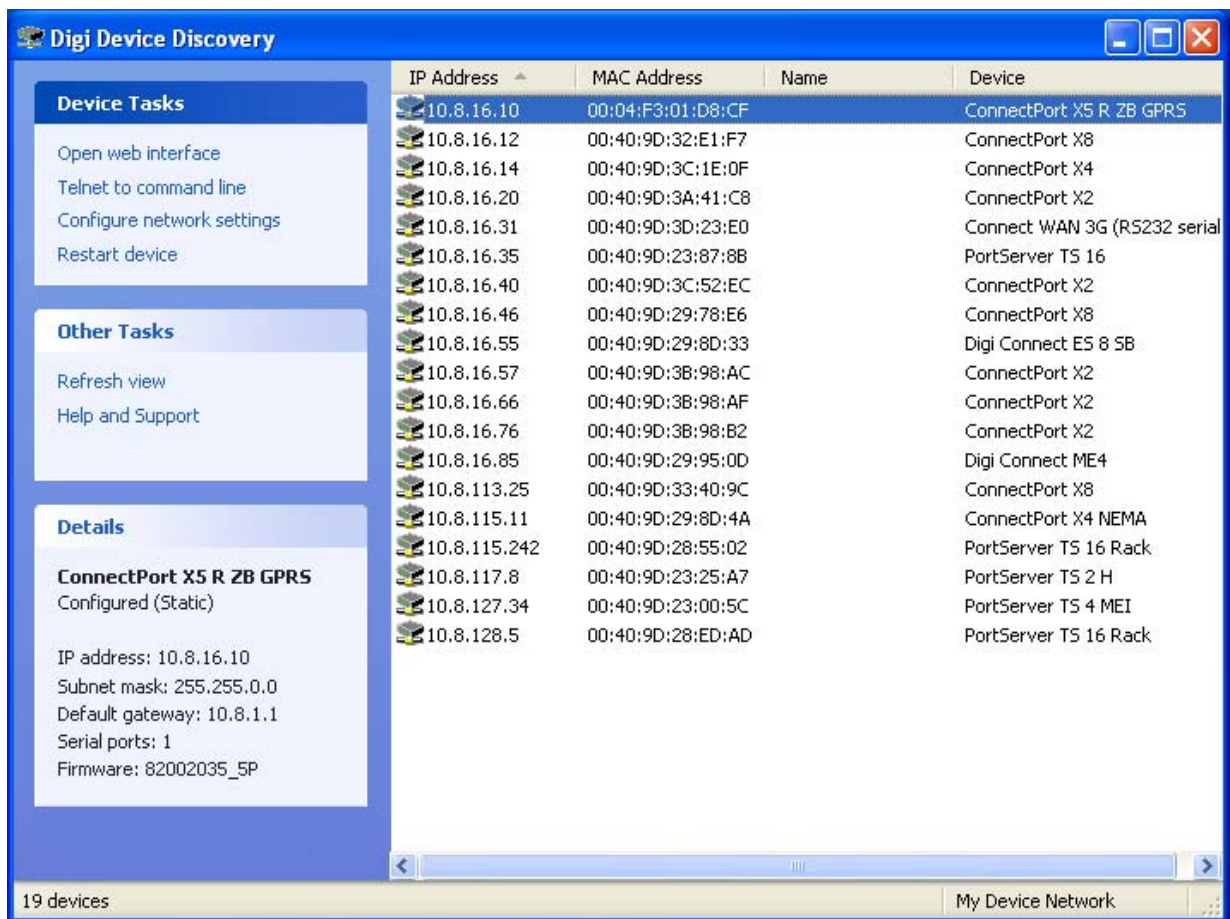 Digi Device Discovery
Device Tasks
Open web interface
Telnet to command line
Configure network settings
Restart device
Other Tasks
Refresh view
Help and Support
Details
ConnectPort X5 R ZB GPRS
Configured (Static)
IP address: 10.8.16.10
Subnet mask: 255.255.0.0
Default gateway: 10.8.1.1
Serial ports: 1
Firmware: 82002035_5P
IP Address MAC Address Name Device
10.8.16.10 00:04:F3:01:D8:CF ConnectPort X5 R ZB GPRS
10.8.16.12 00:40:9D:32:E1:F7 ConnectPort X8
10.8.16.14 00:40:9D:3C:1E:0F ConnectPort X4
10.8.16.20 00:40:9D:3A:41:C8 ConnectPort X2
10.8.16.31 00:40:9D:3D:23:E0 Connect WAN 3G (RS232 serial
10.8.16.35 00:40:9D:23:87:8B PortServer TS 16
10.8.16.40 00:40:9D:3C:52:EC ConnectPort X2
10.8.16.46 00:40:9D:29:78:E6 ConnectPort X8
10.8.16.55 00:40:9D:29:8D:33 Digi Connect ES 8 SB
10.8.16.57 00:40:9D:3B:98:AC ConnectPort X2
10.8.16.66 00:40:9D:3B:98:AF ConnectPort X2
10.8.16.76 00:40:9D:3B:98:B2 ConnectPort X2
10.8.16.85 00:40:9D:29:95:0D Digi Connect ME4
10.8.113.25 00:40:9D:33:40:9C ConnectPort X8
10.8.115.11 00:40:9D:29:8D:4A ConnectPort X4 NEMA
10.8.115.242 00:40:9D:28:55:02 PortServer TS 16 Rack
10.8.117.8 00:40:9D:23:25:A7 PortServer TS 2 H
10.8.127.34 00:40:9D:23:00:5C PortServer TS 4 MEI
10.8.128.5 00:40:9D:28:ED:AD PortServer TS 16 Rack
19 devices My Device Network